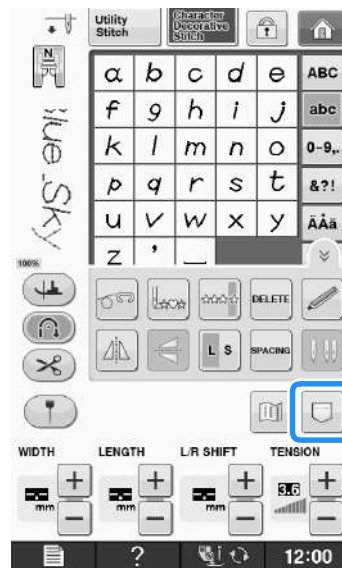 Utility Stitch
Character Decorative Stitch
N
a b c d e ABC
f g h i j abc
k l m n o 0-9,.
p q r s t &?!
u v w x y ÄÅä
z ' _
Blue Sky
100%
DELETE
L S SPACING
WIDTH LENGTH L/R SHIFT TENSION
+ + + 3.6 +
mm mm mm
- - - -
? i 12:00